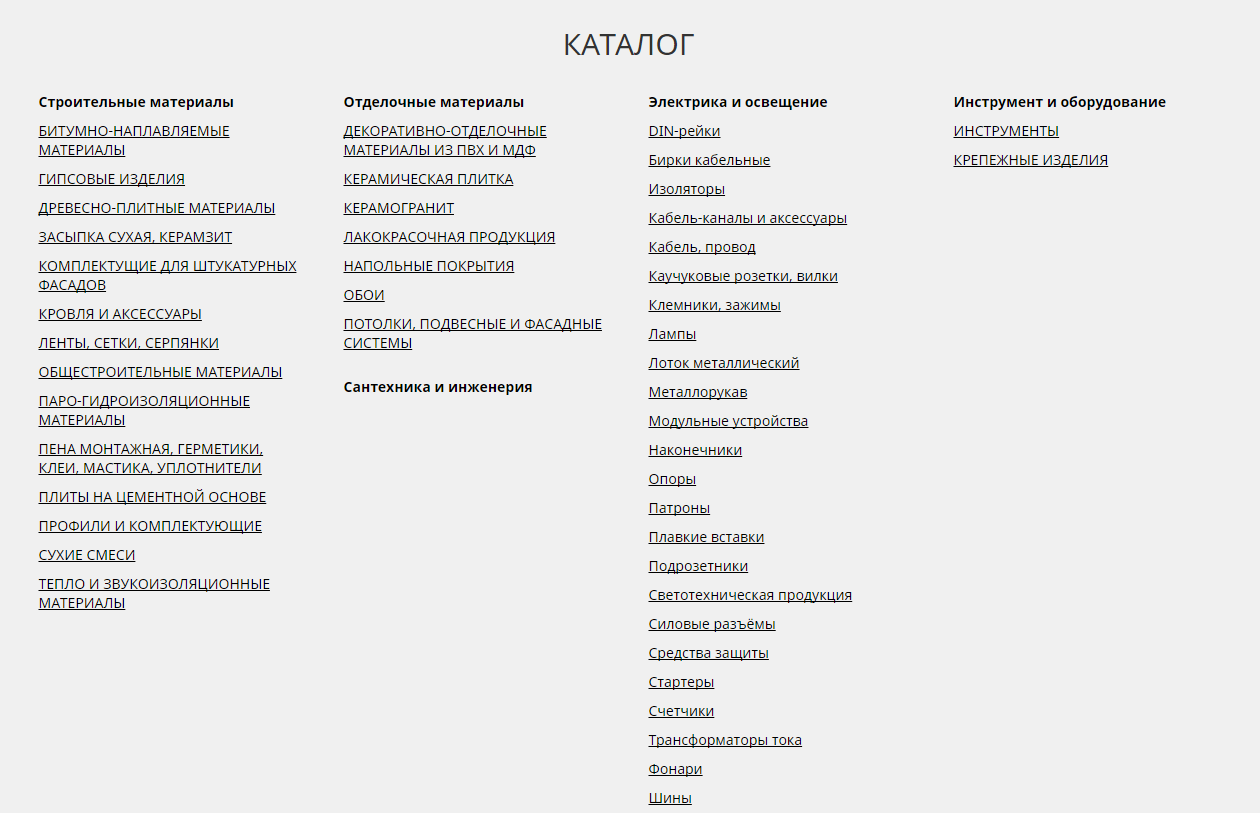 КАТАЛОГ
Строительные материалы
БИТУМНО-НАПЛАВЛЯЕМЫЕ
МАТЕРИАЛЫ
ГИПСОВЫЕ ИЗДЕЛИЯ
ДРЕВЕСНО-ПЛИТНЫЕ МАТЕРИАЛЫ
ЗАСЫПКА СУХАЯ, КЕРАМЗИТ
КОМПЛЕКТУЩИЕ ДЛЯ ШТУКАТУРНЫХ
ФАСАДОВ
КРОВЛЯ И АКСЕССУАРЫ
ЛЕНТЫ, СЕТКИ, СЕРПЯНКИ
ОБЩЕСТРОИТЕЛЬНЫЕ МАТЕРИАЛЫ
ПАРО-ГИДРОИЗОЛЯЦИОННЫЕ
МАТЕРИАЛЫ
ПЕНА МОНТАЖНАЯ, ГЕРМЕТИКИ,
КЛЕИ, МАСТИКА, УПЛОТНИТЕЛИ
ПЛИТЫ НА ЦЕМЕНТНОЙ ОСНОВЕ
ПРОФИЛИ И КОМПЛЕКТУЮЩИЕ
СУХИЕ СМЕСИ
ТЕПЛО И ЗВУКОИЗОЛЯЦИОННЫЕ
МАТЕРИАЛЫ
Отделочные материалы
ДЕКОРАТИВНО-ОТДЕЛОЧНЫЕ
МАТЕРИАЛЫ ИЗ ПВХ И МДФ
КЕРАМИЧЕСКАЯ ПЛИТКА
КЕРАМОГРАНИТ
ЛАКОКРАСОЧНАЯ ПРОДУКЦИЯ
НАПОЛЬНЫЕ ПОКРЫТИЯ
ОБОИ
ПОТОЛКИ, ПОДВЕСНЫЕ И ФАСАДНЫЕ
СИСТЕМЫ
Сантехника и инженерия
Электрика и освещение
DIN-рейки
Бирки кабельные
Изоляторы
Кабель-каналы и аксессуары
Кабель, провод
Каучуковые розетки, вилки
Клемники, зажимы
Лампы
Лоток металлический
Металлорукав
Модульные устройства
Наконечники
Опоры
Патроны
Плавкие вставки
Подрозетники
Светотехническая продукция
Силовые разъёмы
Средства защиты
Стартеры
Счетчики
Трансформаторы тока
Фонари
Шины
Инструмент и оборудование
ИНСТРУМЕНТЫ
КРЕПЕЖНЫЕ ИЗДЕЛИЯ